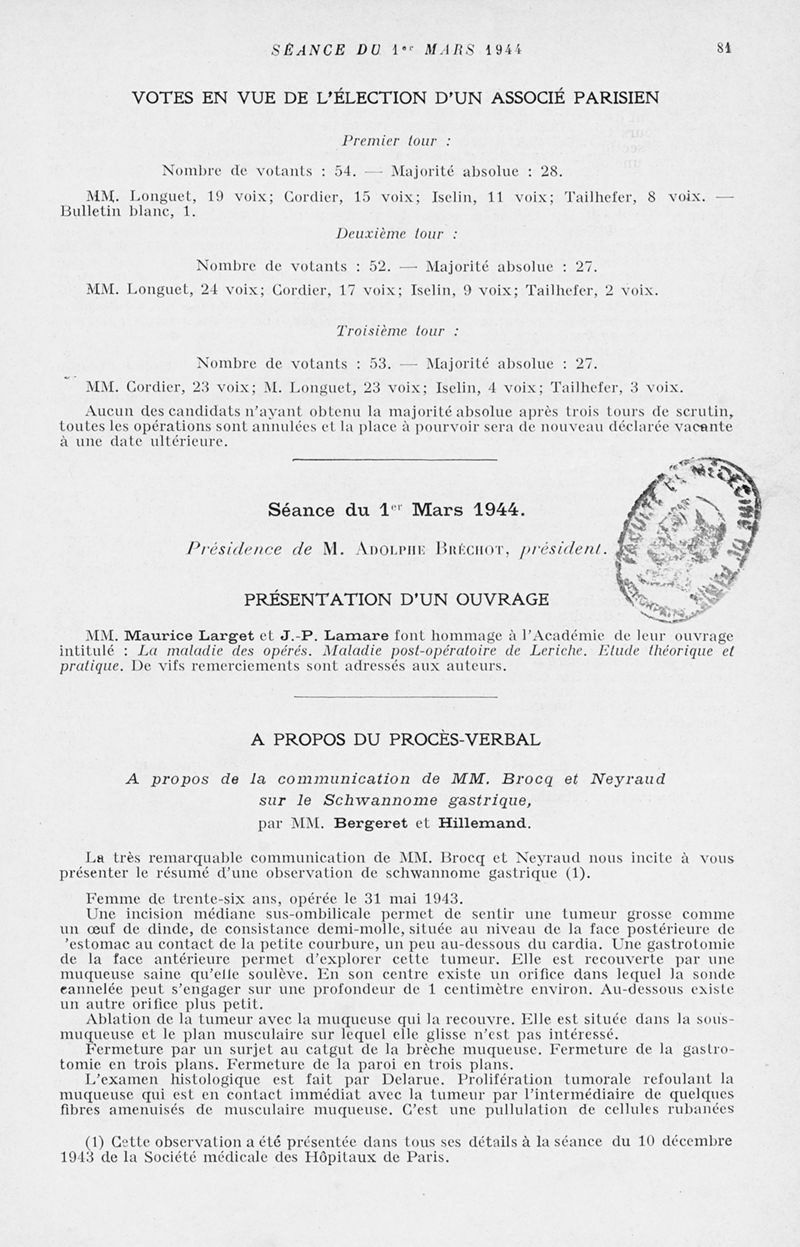 SÉANCE DU 1er MARS 1944 81
VOTES EN VUE DE L'ÉLECTION D'UN ASSOCIÉ PARISIEN
Premier tour :
Nombre de votants : 54. — Majorité absolue : 28.
MM. Longuet, 19 voix; Cordier, 15 voix; Iselin, 11 voix; Tailhefer, 8 voix. —
Bulletin blanc, 1.
Deuxième tour :
Nombre de votants : 52. — Majorité absolue : 27.
MM. Longuet, 24 voix; Cordier, 17 voix; Iselin, 9 voix; Tailhefer, 2 voix.
Troisième tour :
Nombre de votants : 53. — Majorité absolue : 27.
MM. Cordier, 23 voix; M. Longuet, 23 voix; Iselin, 4 voix; Tailhefer, 3 voix.
Aucun des candidats n'ayant obtenu la majorité absolue après trois tours de scrutin,
toutes les opérations sont annulées et la place à pourvoir sera de nouveau déclarée vacante
à une date ultérieure.
Séance du 1er Mars 1944.
Présidence de M. ADOLPHE BRÉCHOT, président.
FACULTÉ DE MÉDECINE DE PARIS
PRÉSENTATION D'UN OUVRAGE
MM. Maurice Larget et J.-P. Lamare font hommage à l'Académie de leur ouvrage
intitulé : La maladie des opérés. Maladie post-opératoire de Leriche. Etude théorique et
pratique. De vifs remerciements sont adressés aux auteurs.
A PROPOS DU PROCÈS-VERBAL
A propos de la communication de MM. Brocq et Neyraud
sur le Schwannome gastrique,
par MM. Bergeret et Hillemand.
La très remarquable communication de MM. Brocq et Neyraud nous incite à vous
présenter le résumé d'une observation de schwannome gastrique (1).
Femme de trente-six ans, opérée le 31 mai 1943.
Une incision médiane sus-ombilicale permet de sentir une tumeur grosse comme
un œuf de dinde, de consistance demi-molle, située au niveau de la face postérieure de
'estomac au contact de la petite courbure, un peu au-dessous du cardia. Une gastrotomie
de la face antérieure permet d'explorer cette tumeur. Elle est recouverte par une
muqueuse saine qu'elle soulève. En son centre existe un orifice dans lequel la sonde
cannelée peut s'engager sur une profondeur de 1 centimètre environ. Au-dessous existe
un autre orifice plus petit.
Ablation de la tumeur avec la muqueuse qui la recouvre. Elle est située dans la sous-
muqueuse et le plan musculaire sur lequel elle glisse n'est pas intéressé.
Fermeture par un surjet au catgut de la brèche muqueuse. Fermeture de la gastro-
tomie en trois plans. Fermeture de la paroi en trois plans.
L'examen histologique est fait par Delarue. Prolifération tumorale refoulant la
muqueuse qui est en contact immédiat avec la tumeur par l'intermédiaire de quelques
fibres amenuisés de musculaire muqueuse. C'est une pullulation de cellules rubanées
(1) Cette observation a été présentée dans tous ses détails à la séance du 10 décembre
1943 de la Société médicale des Hôpitaux de Paris.